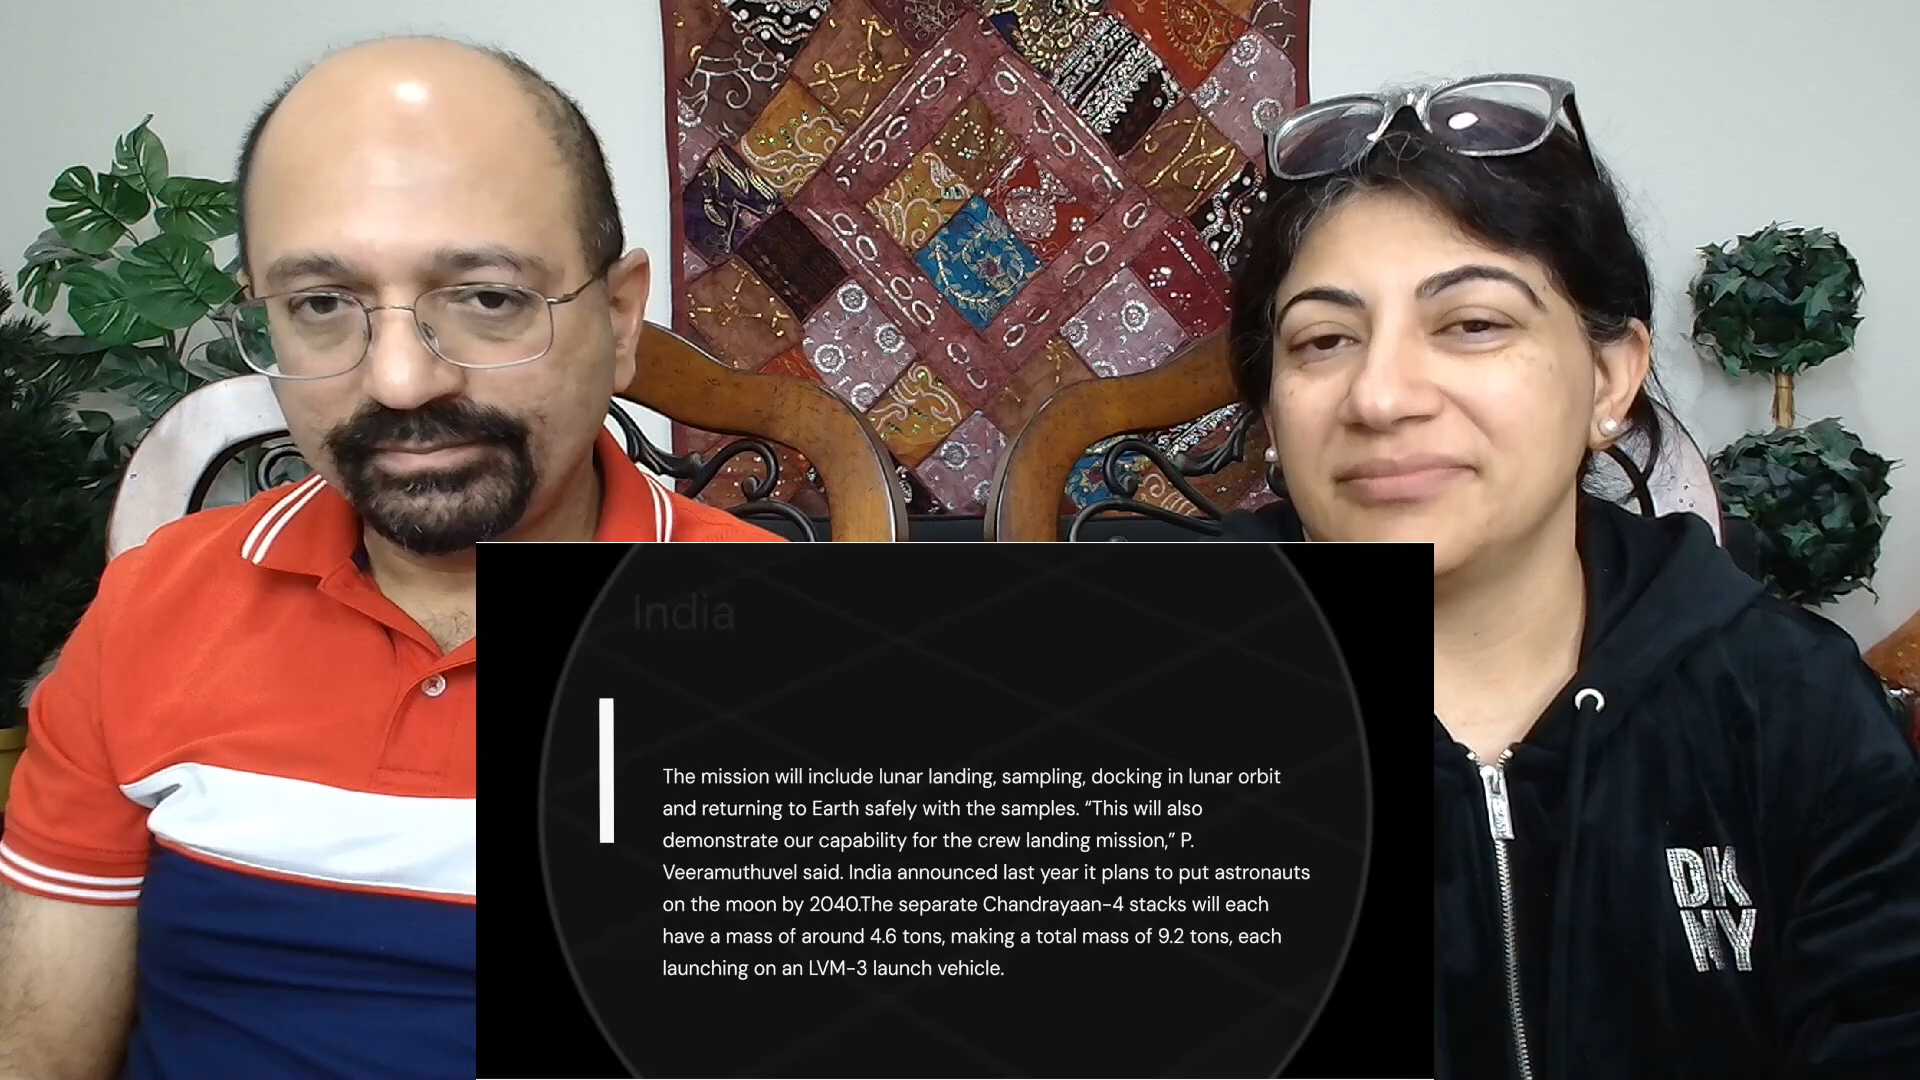 India
The mission will include lunar landing, sampling, docking in lunar orbit
and returning to Earth safely with the samples. “This will also
demonstrate our capability for the crew landing mission,” P.
Veeramuthuvel said. India announced last year it plans to put astronauts
on the moon by 2040.The separate Chandrayaan-4 stacks will each
have a mass of around 4.6 tons, making a total mass of 9.2 tons, each
launching on an LVM-3 launch vehicle.
DK
NY